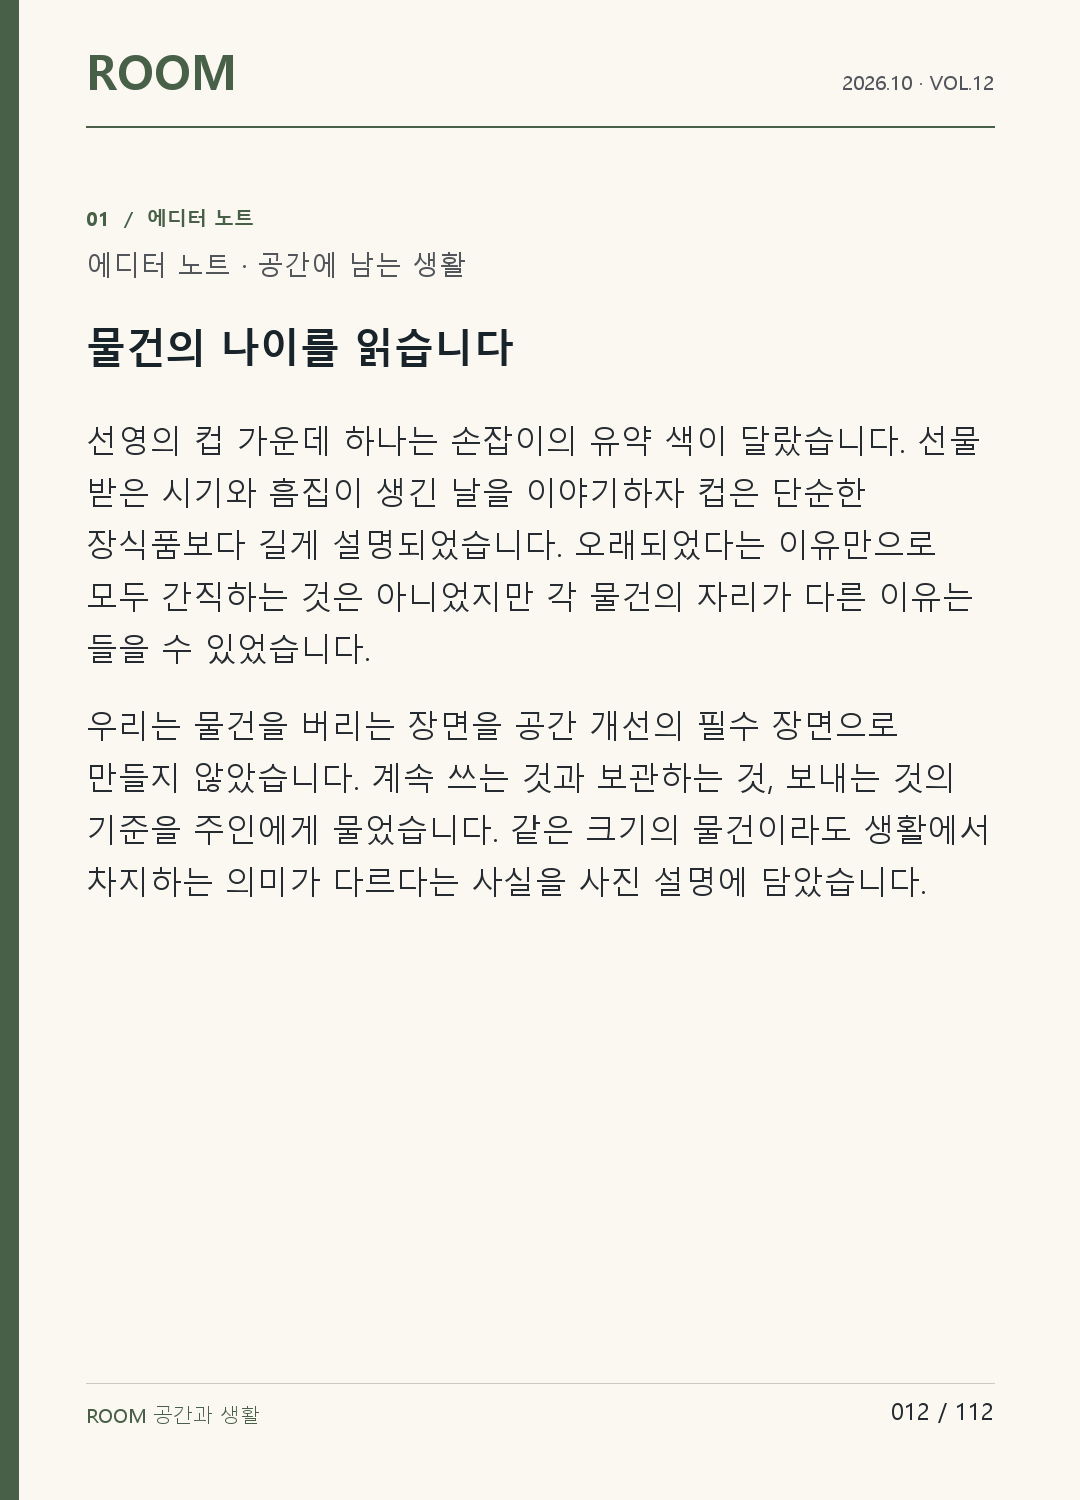 ROOM
2026.10 · VOL.12
01 / 에디터 노트
에디터 노트 · 공간에 남는 생활
물건의 나이를 읽습니다
선영의 컵 가운데 하나는 손잡이의 유약 색이 달랐습니다. 선물
받은 시기와 흠집이 생긴 날을 이야기하자 컵은 단순한
장식품보다 길게 설명되었습니다. 오래되었다는 이유만으로
모두 간직하는 것은 아니었지만 각 물건의 자리가 다른 이유는
들을 수 있었습니다.
우리는 물건을 버리는 장면을 공간 개선의 필수 장면으로
만들지 않았습니다. 계속 쓰는 것과 보관하는 것, 보내는 것의
기준을 주인에게 물었습니다. 같은 크기의 물건이라도 생활에서
차지하는 의미가 다르다는 사실을 사진 설명에 담았습니다.
ROOM 공간과 생활
012 / 112